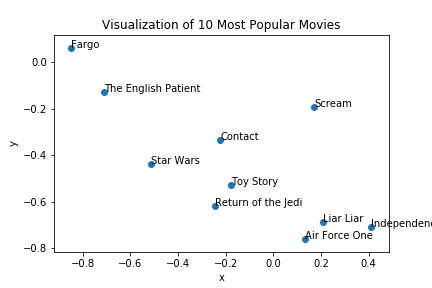 Visualization of 10 Most Popular Movies
Fargo
0.0
The English Patient
−0.2
Scream
Contact
y
−0.4
Star Wars
Toy Story
−0.6
Return of the Jedi
Liar Liar
Independenc
Air Force One
−0.8
−0.8 −0.6 −0.4 −0.2 0.0 0.2 0.4
x